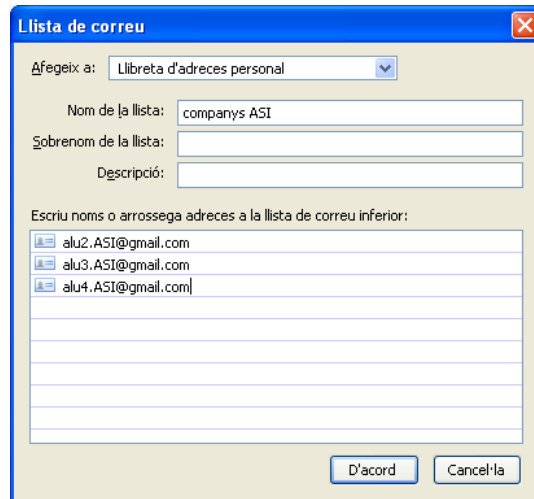 Llista de correu
Afegeix a: Llibreta d'adreces personal
Nom de la llista: companys ASI
Sobrenom de la llista:
Descripció:
Escriu noms o arrossega adreces a la llista de correu inferior:
alu2.ASI@gmail.com
alu3.ASI@gmail.com
alu4.ASI@gmail.com
D'acord Cancel·la